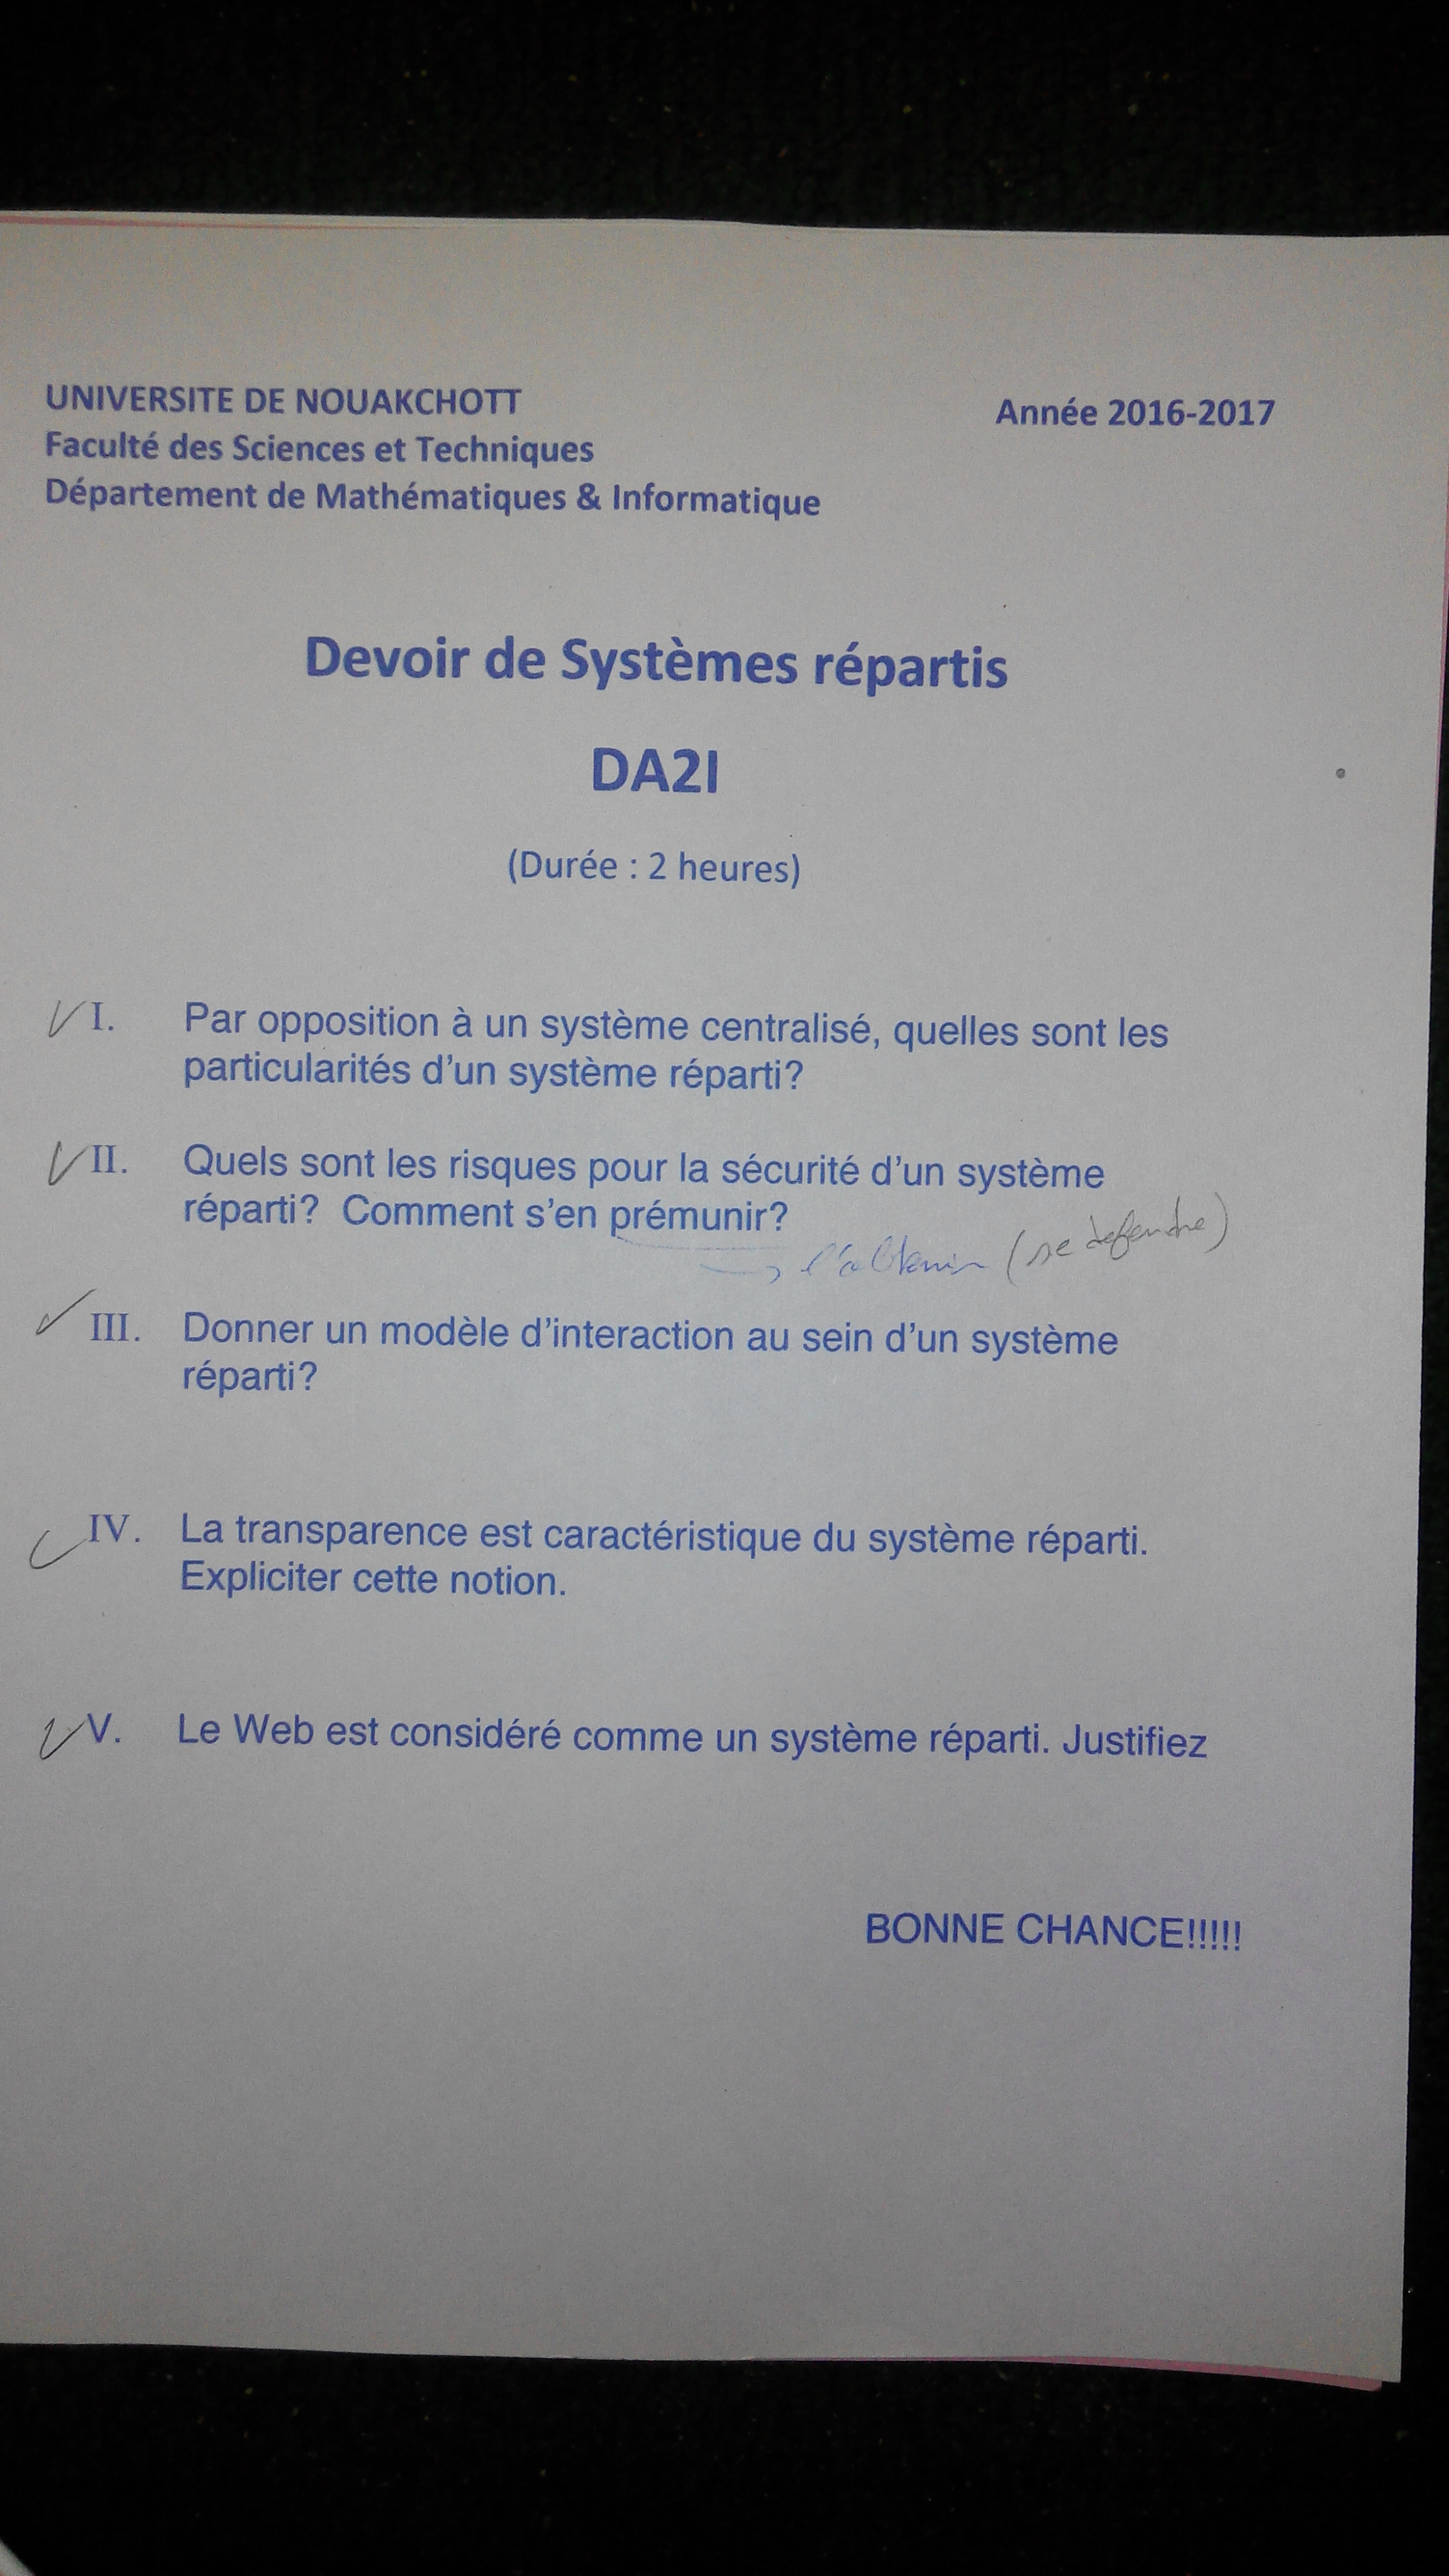 UNIVERSITE DE NOUAKCHOTT
Année 2016-2017
Faculté des Sciences et Techniques
Département de Mathématiques & Informatique
Devoir de Systèmes répartis
DA2I
(Durée : 2 heures)
I. Par opposition à un système centralisé, quelles sont les
particularités d'un système réparti?
II. Quels sont les risques pour la sécurité d'un système
réparti? Comment s'en prémunir?
(se defendre)
III. Donner un modèle d'interaction au sein d'un système
réparti?
IV. La transparence est caractéristique du système réparti.
Expliciter cette notion.
V. Le Web est considéré comme un système réparti. Justifiez
BONNE CHANCE!!!!!